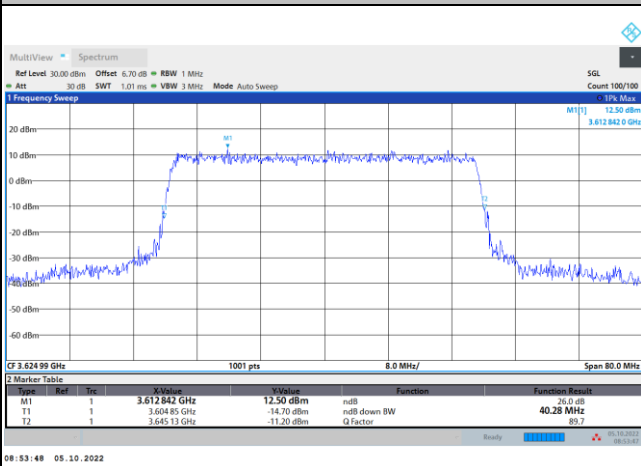 MultiView Spectrum
Ref Level 30.00 dBm Offset 6.70 dB RBW 1 MHz SGL
Att 30 dB SWT 1.01 ms VBW 3 MHz Mode Auto Sweep Count 100/100
1 Frequency Sweep 1Pk Max
M1[1] 12.50 dBm
3.612 842 0 GHz
M1
20 dBm
10 dBm
0 dBm
-10 dBm
T1 T2
-20 dBm
-30 dBm
-40 dBm
-50 dBm
-60 dBm
CF 3.624 99 GHz 1001 pts 8.0 MHz/ Span 80.0 MHz
2 Marker Table
Type Ref Trc X-Value Y-Value Function Function Result
M1 1 3.612 842 GHz 12.50 dBm ndB 26.0 dB
T1 1 3.604 85 GHz -14.70 dBm ndB down BW 40.28 MHz
T2 1 3.645 13 GHz -11.20 dBm Q Factor 89.7
Ready 05.10.2022
08:53:47
08:53:48 05.10.2022